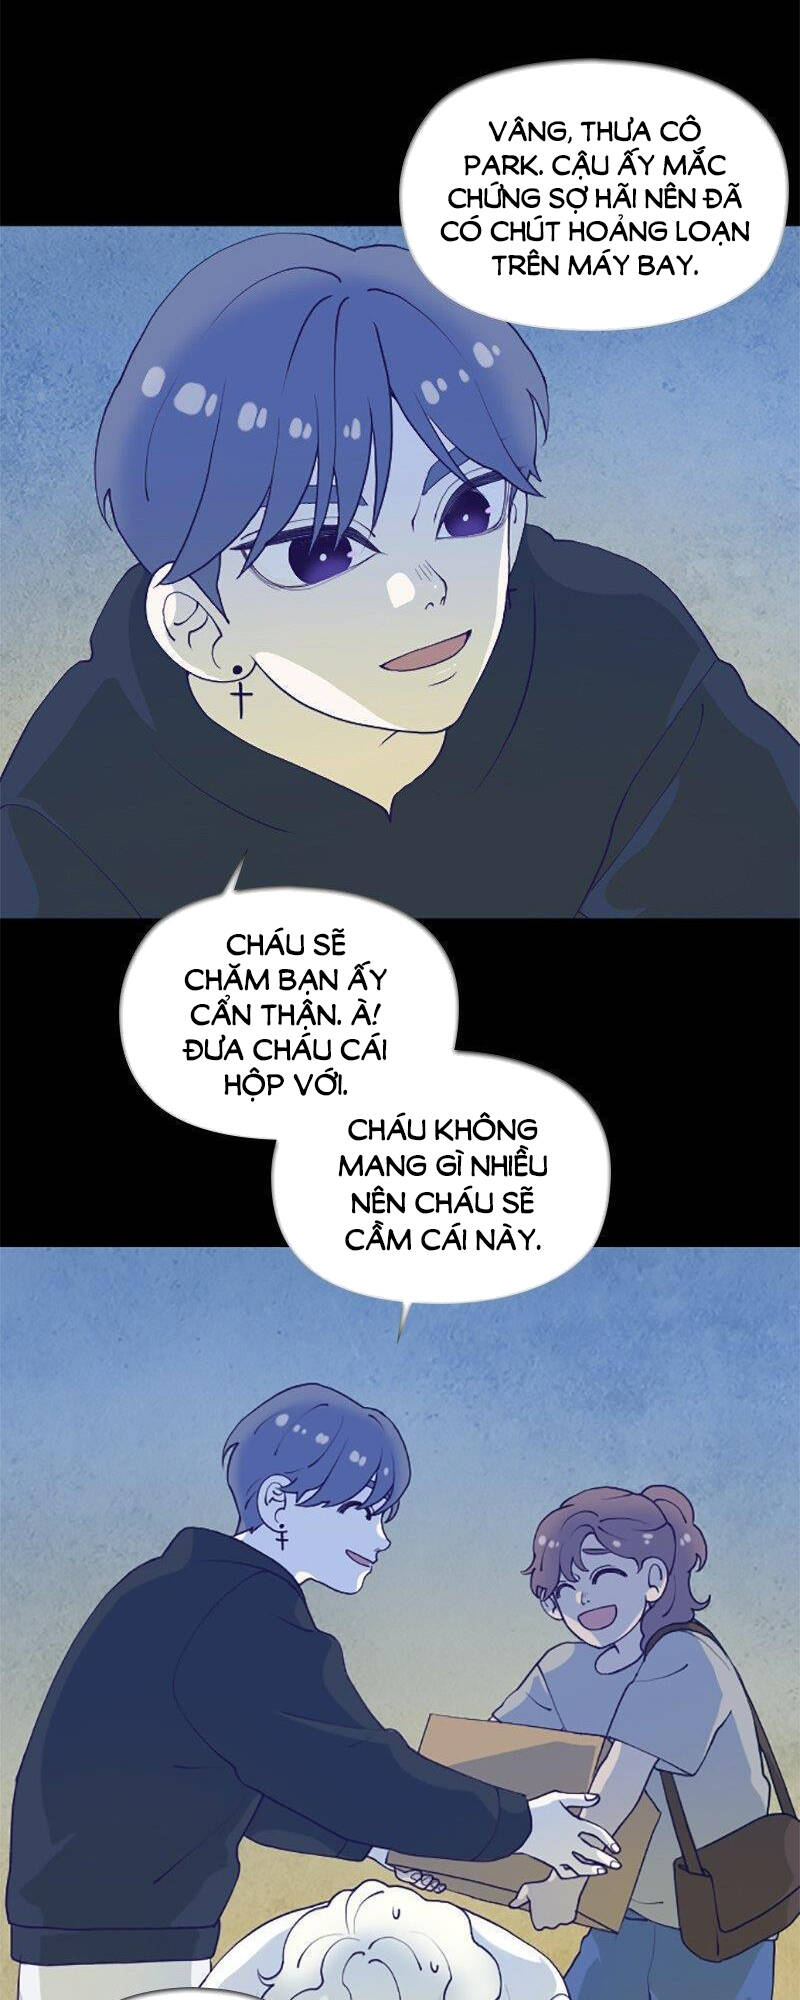 VÂNG, THƯA CÔ
PARK. CẬU ẤY MẮC
CHỨNG SỢ HÃI NÊN ĐÃ
CÓ CHÚT HOẢNG LOẠN
TRÊN MÁY BAY.
CHÁU SẼ
CHĂM BẠN ẤY
CẨN THẬN. À!
ĐƯA CHÁU CÁI
HỘP VỚI.
CHÁU KHÔNG
MANG GÌ NHIỀU
NÊN CHÁU SẼ
CẦM CÁI NÀY.